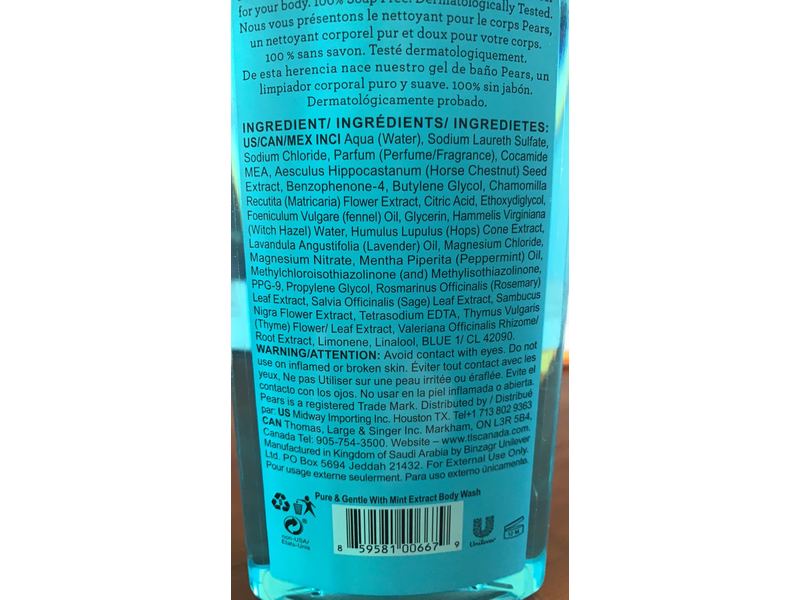 for your body. 100% Soap Free. Dermatologically Tested.
Nous vous présentons le nettoyant pour le corps Pears,
un nettoyant corporel pur et doux pour votre corps.
100 % sans savon. Testé dermatologiquement.
De esta herencia nace nuestro gel de baño Pears, un
limpiador corporal puro y suave. 100% sin jabón.
Dermatológicamente probado.
INGREDIENT/ INGRÉDIENTS/ INGREDIETES:
US/CAN/MEX INCI Aqua (Water), Sodium Laureth Sulfate,
Sodium Chloride, Parfum (Perfume/Fragrance), Cocamide
MEA, Aesculus Hippocastanum (Horse Chestnut) Seed
Extract, Benzophenone-4, Butylene Glycol, Chamomilla
Recutita (Matricaria) Flower Extract, Citric Acid, Ethoxydiglycol,
Foeniculum Vulgare (fennel) Oil, Glycerin, Hammelis Virginiana
(Witch Hazel) Water, Humulus Lupulus (Hops) Cone Extract,
Lavandula Angustifolia (Lavender) Oil, Magnesium Chloride,
Magnesium Nitrate, Mentha Piperita (Peppermint) Oil,
Methylchloroisothiazolinone (and) Methylisothiazolinone,
PPG-9, Propylene Glycol, Rosmarinus Officinalis (Rosemary)
Leaf Extract, Salvia Officinalis (Sage) Leaf Extract, Sambucus
Nigra Flower Extract, Tetrasodium EDTA, Thymus Vulgaris
(Thyme) Flower/ Leaf Extract, Valeriana Officinalis Rhizome/
Root Extract, Limonene, Linalool, BLUE 1/ CL 42090.
WARNING/ATTENTION: Avoid contact with eyes. Do not
use on inflamed or broken skin. Éviter tout contact avec les
yeux, Ne pas Utiliser sur une peau irritée ou éraflée. Evite el
contacto con los ojos. No usar en la piel inflamada o abierta.
Pears is a registered Trade Mark. Distributed by / Distribué
par: US Midway Importing Inc. Houston TX. Tel+1 713 802 9363
CAN Thomas, Large & Singer Inc. Markham, ON L3R 5B4,
Canada Tel: 905-754-3500. Website – www.tlscanada.com.
Manufactured in Kingdom of Saudi Arabia by Binzagr Unilever
Ltd. PO Box 5694 Jeddah 21432. For External Use Only.
Pour usage externe seulerment. Para uso externo únicamente.
Pure & Gentle With Mint Extract Body Wash
non-USA/
Etats-Unis
8 59581 00667 9
Unilever
12 M